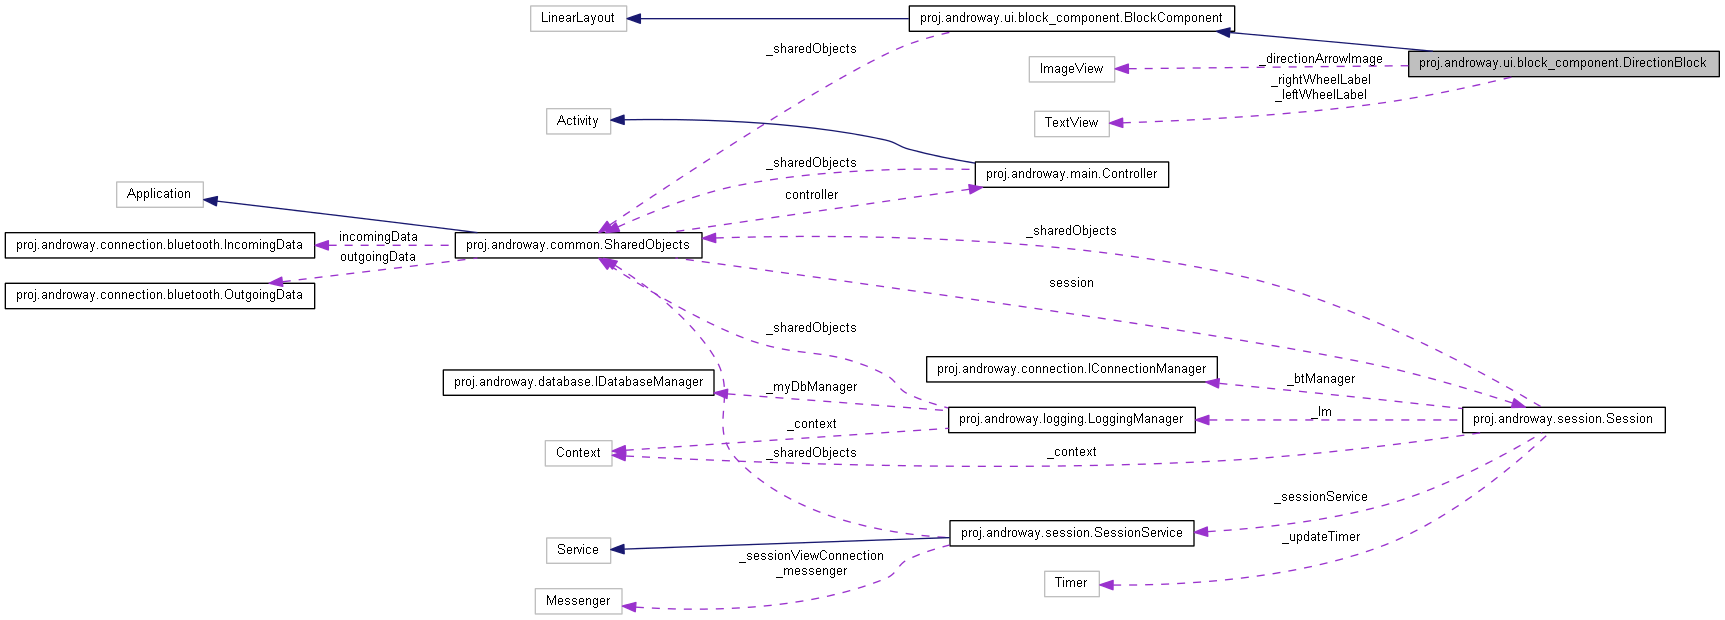 LinearLayout
proj.androway.ui.block_component.BlockComponent
_sharedObjects
ImageView
_directionArrowImage
proj.androway.ui.block_component.DirectionBlock
_rightWheelLabel
_leftWheelLabel
Activity
TextView
_sharedObjects
proj.androway.main.Controller
Application
controller
proj.androway.connection.bluetooth.IncomingData
incomingData
proj.androway.common.SharedObjects
_sharedObjects
outgoingData
proj.androway.connection.bluetooth.OutgoingData
session
_sharedObjects
proj.androway.connection.IConnectionManager
_btManager
proj.androway.database.IDatabaseManager
_myDbManager
proj.androway.logging.LoggingManager
_lm
proj.androway.session.Session
_context
Context
_sharedObjects
_context
_sessionService
proj.androway.session.SessionService
_updateTimer
Service
_sessionViewConnection
_messenger
Timer
Messenger